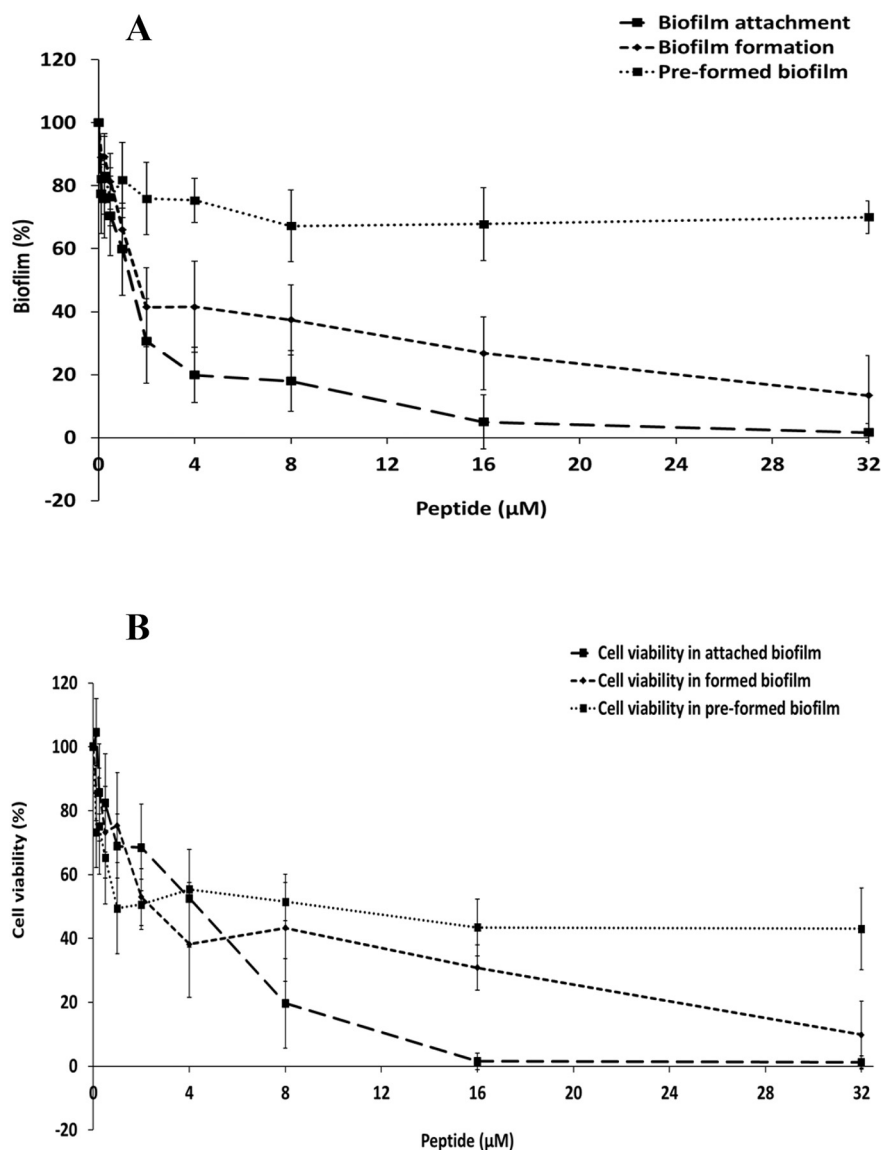 A
Biofilm attachment
Biofilm formation
Pre-formed biofilm
100
80
60
40
20
0
-20
Bioflim (%)
0 4 8 12 16 20 24 28 32
Peptide (µM)
B
Cell viability in attached biofilm
Cell viability in formed biofilm
Cell viability in pre-formed biofilm
120
100
80
60
40
20
0
-20
Cell viability (%)
0 4 8 12 16 20 24 28 32
Peptide (µM)